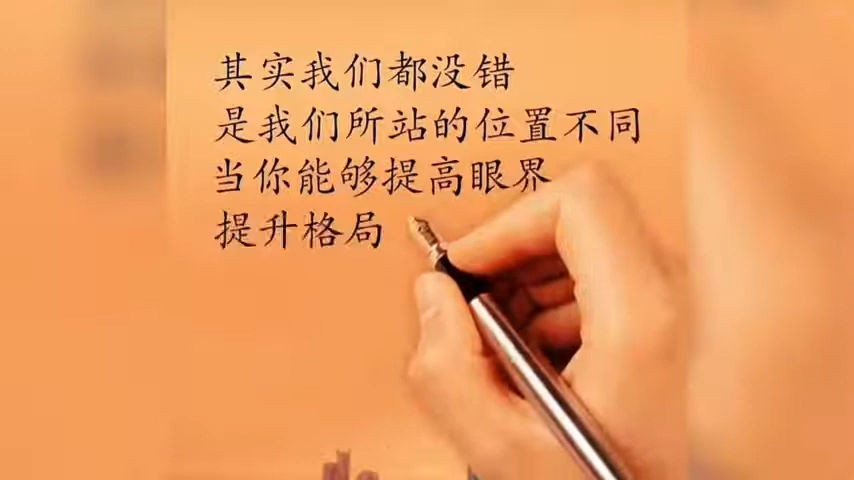 其实我们都没错
是我们所站的位置不同
当你能够提高眼界
提升格局